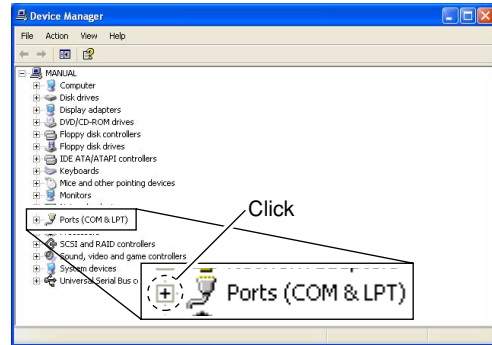 Device Manager
File Action View Help
MANUAL
Computer
Disk drives
Display adapters
DVD/CD-ROM drives
Floppy disk controllers
Floppy disk drives
IDE ATA/ATAPI controllers
Keyboards
Mice and other pointing devices
Monitors
Ports (COM & LPT)
Click
SCSI and RAID controllers
Sound, video and game controllers
System devices
Universal Serial Bus o
Ports (COM & LPT)